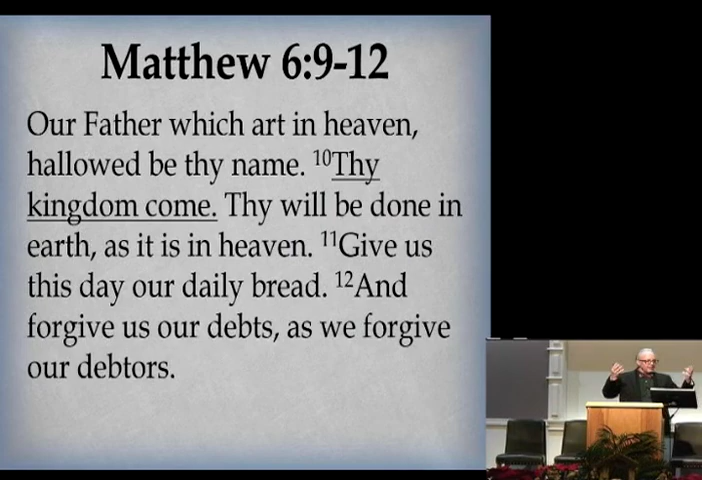 Matthew 6:9-12
Our Father which art in heaven,
hallowed be thy name. ¹⁰Thy
kingdom come. Thy will be done in
earth, as it is in heaven. ¹¹Give us
this day our daily bread. ¹²And
forgive us our debts, as we forgive
our debtors.